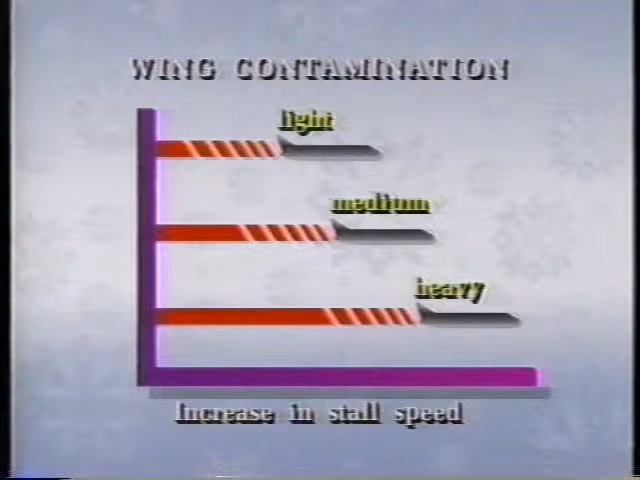 WING CONTAMINATION
light
medium
heavy
Increase in stall speed